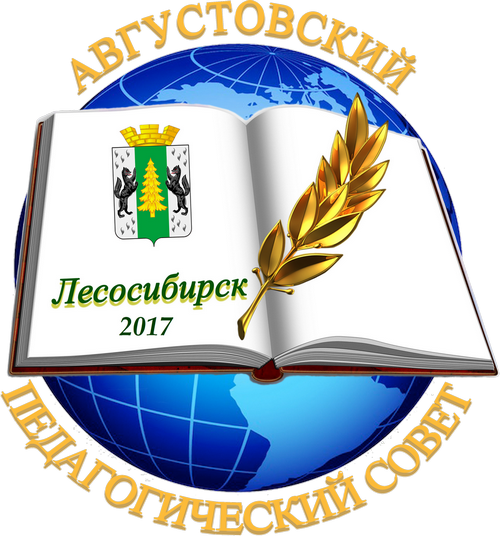 АВГУСТОВСКИЙ
Лесосибирск
2017
ПЕДАГОГИЧЕСКИЙ СОВЕТ